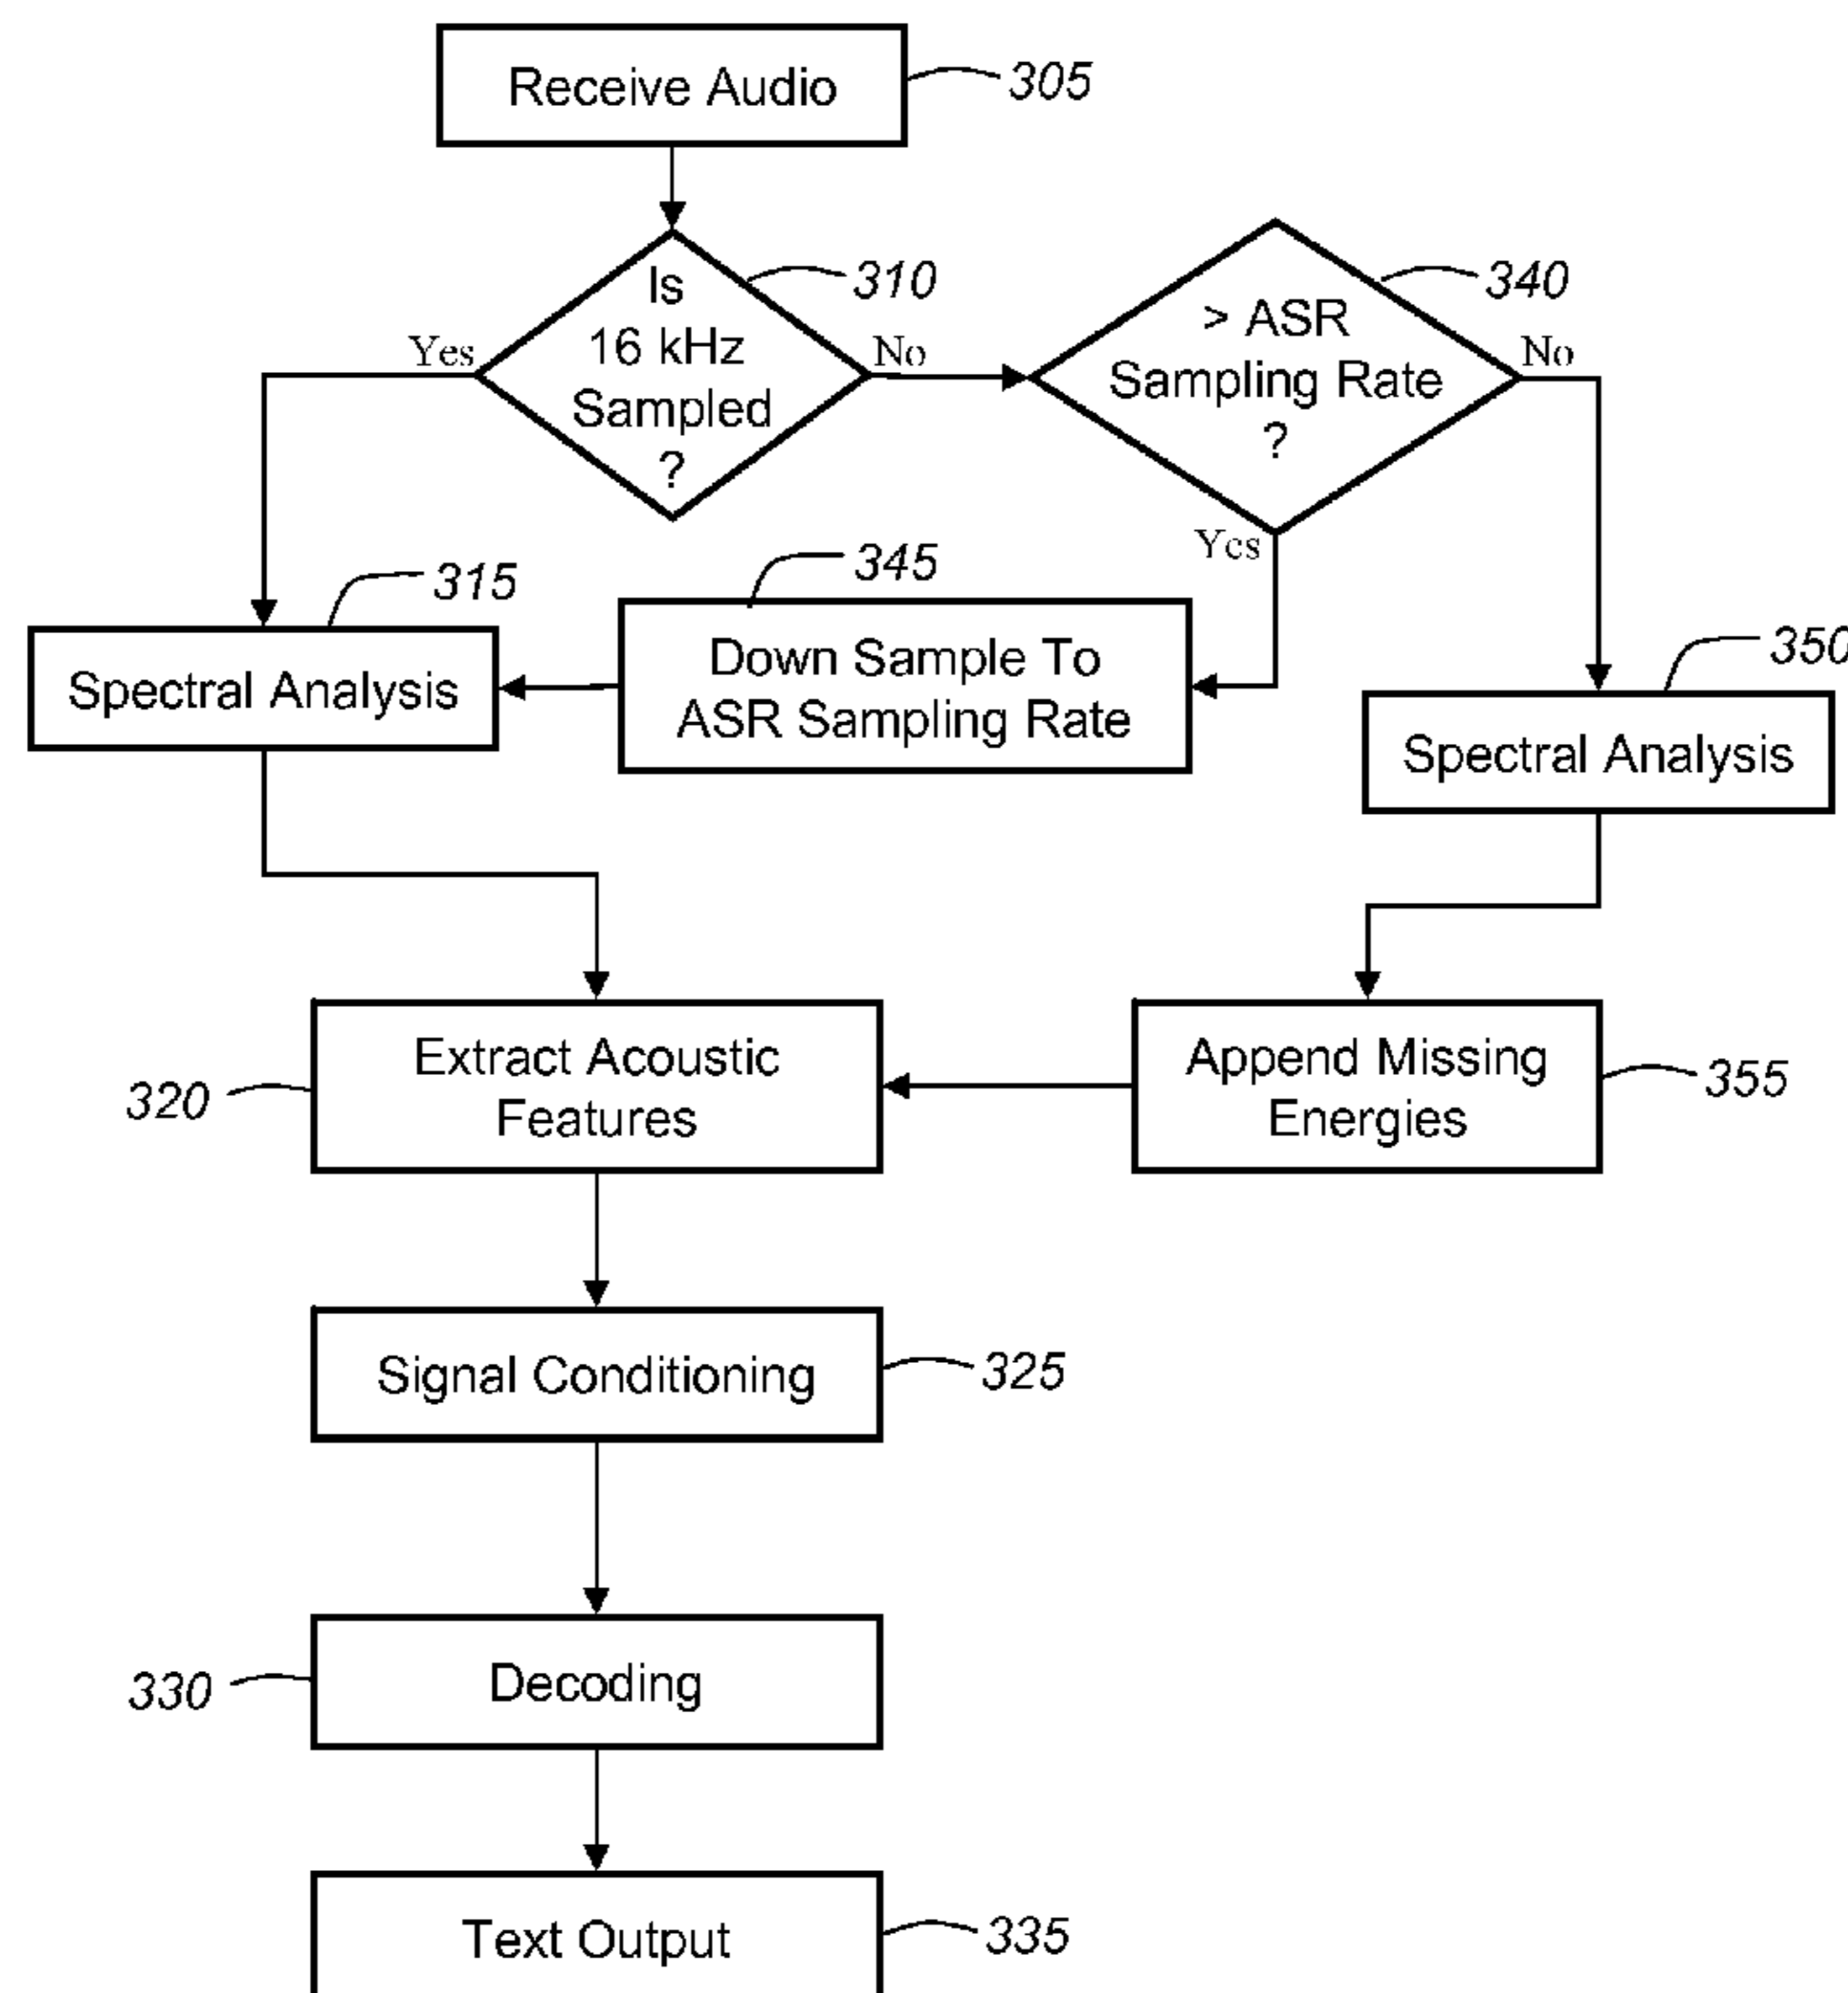 Receive Audio
305
Is
16 kHz
Sampled
?
310
Yes
No
> ASR
Sampling Rate
?
340
No
Yes
345
Down Sample To
ASR Sampling Rate
315
Spectral Analysis
350
Spectral Analysis
Extract Acoustic
Features
320
Append Missing
Energies
355
Signal Conditioning
325
Decoding
330
Text Output
335